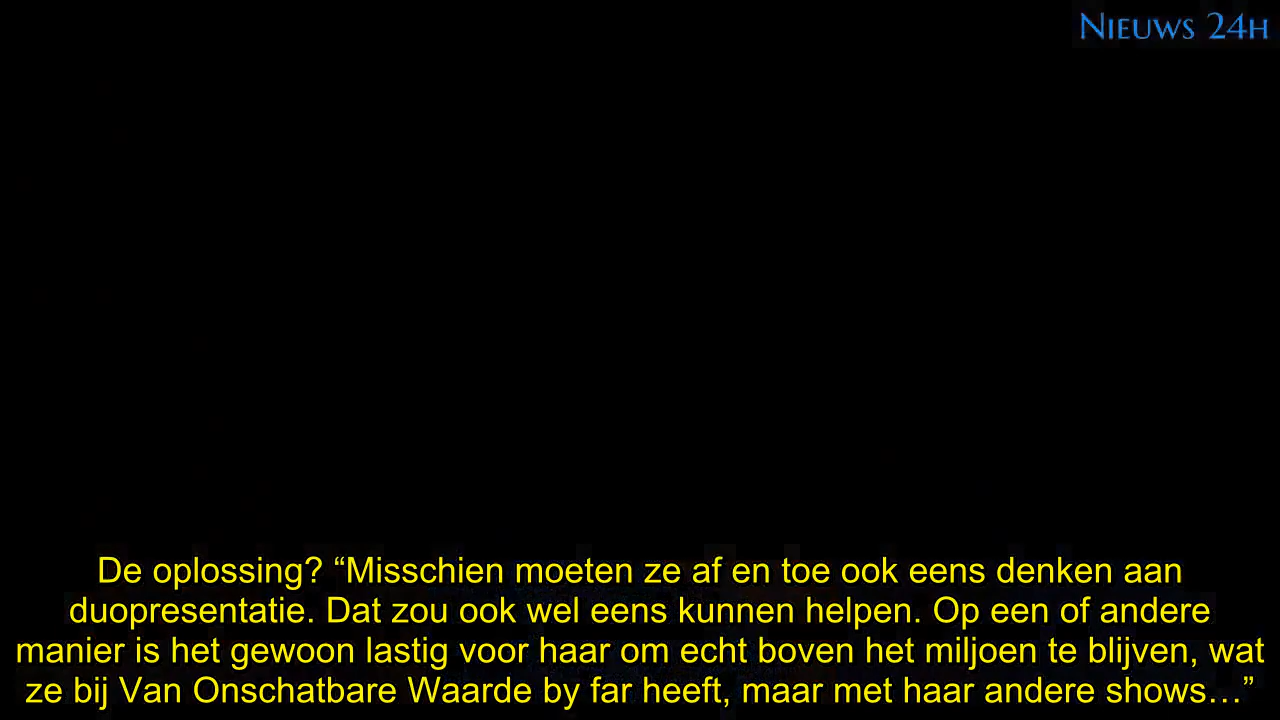 NIEUWS 24H
De oplossing? “Misschien moeten ze af en toe ook eens denken aan
duopresentatie. Dat zou ook wel eens kunnen helpen. Op een of andere
manier is het gewoon lastig voor haar om echt boven het miljoen te blijven, wat
ze bij Van Onschatbare Waarde by far heeft, maar met haar andere shows…”